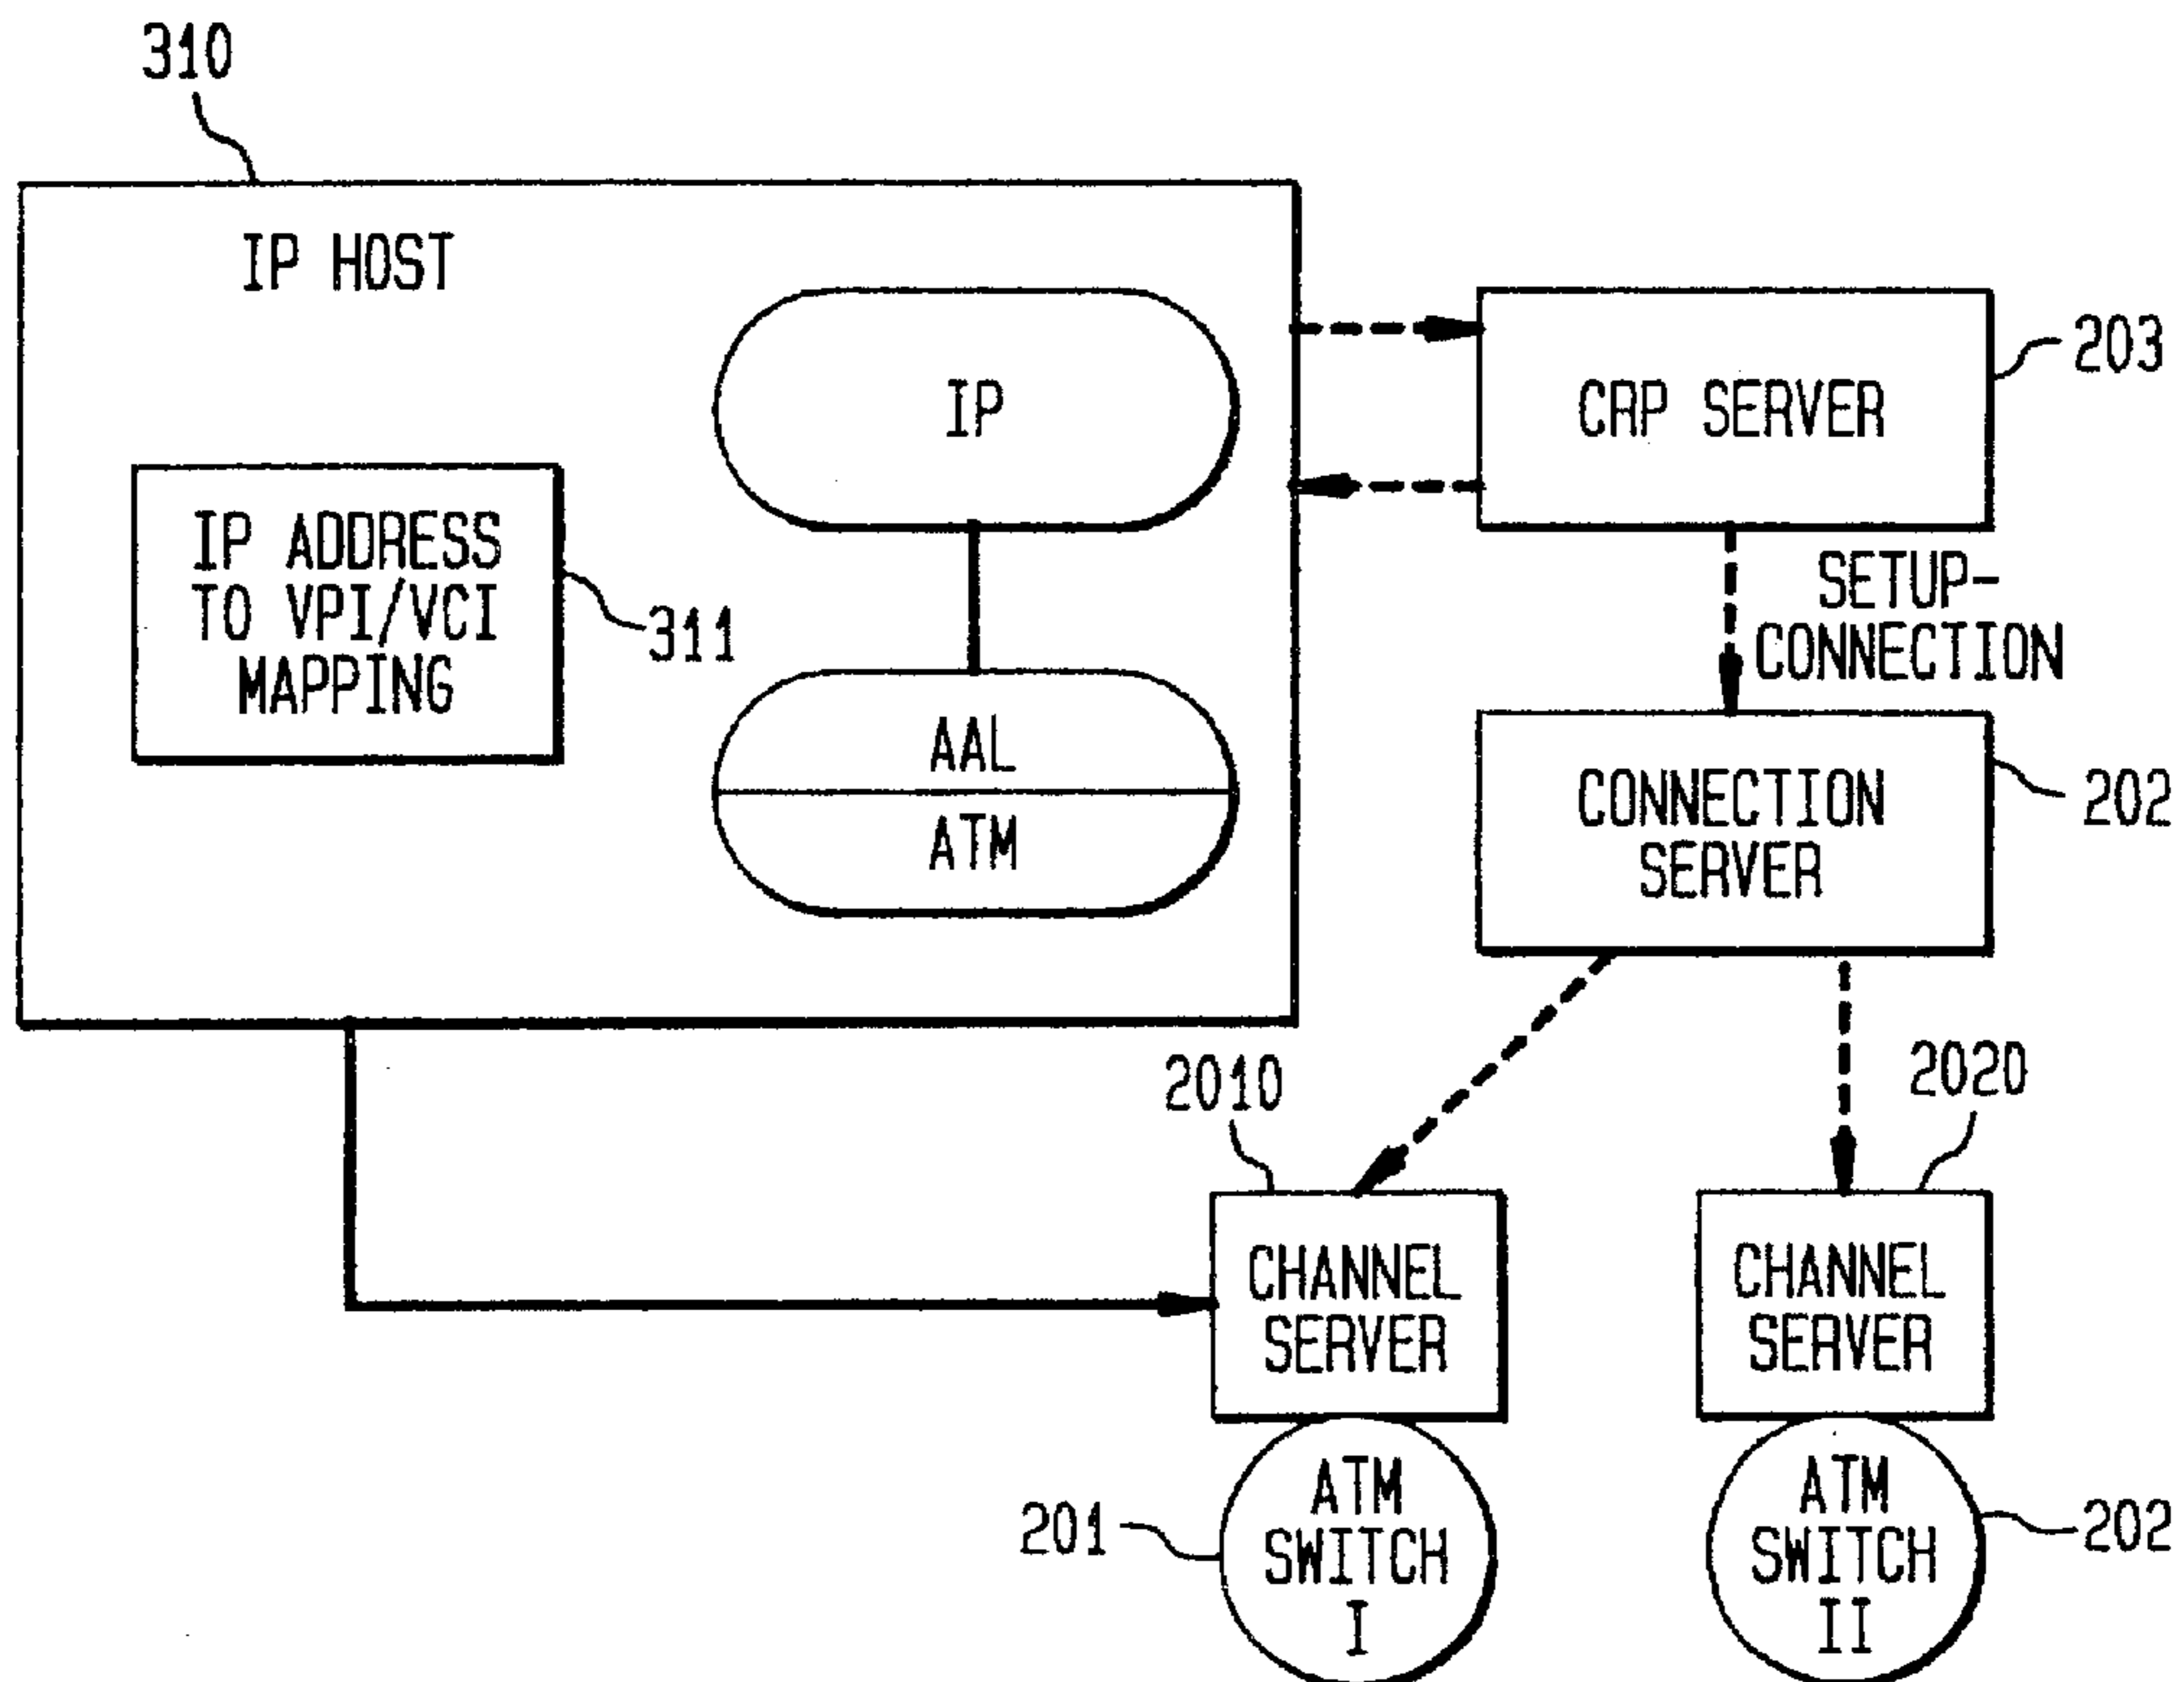 310
IP HOST
IP
IP ADDRESS
TO VPI/VCI
MAPPING
311
AAL
ATM
CRP SERVER
203
SETUP-
CONNECTION
CONNECTION
SERVER
202
2010
2020
CHANNEL
SERVER
CHANNEL
SERVER
201
ATM
SWITCH
I
ATM
SWITCH
II
202